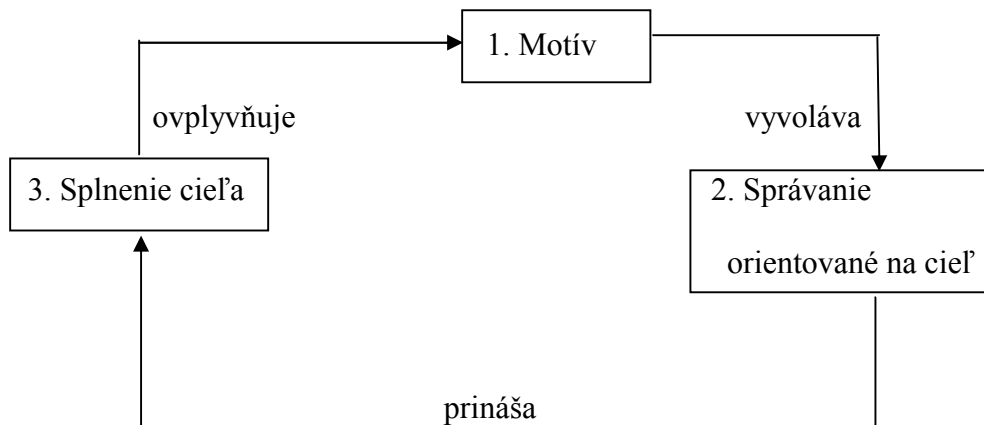 1. Motív
ovplyvňuje
vyvoláva
3. Splnenie cieľa
2. Správanie
orientované na cieľ
prináša